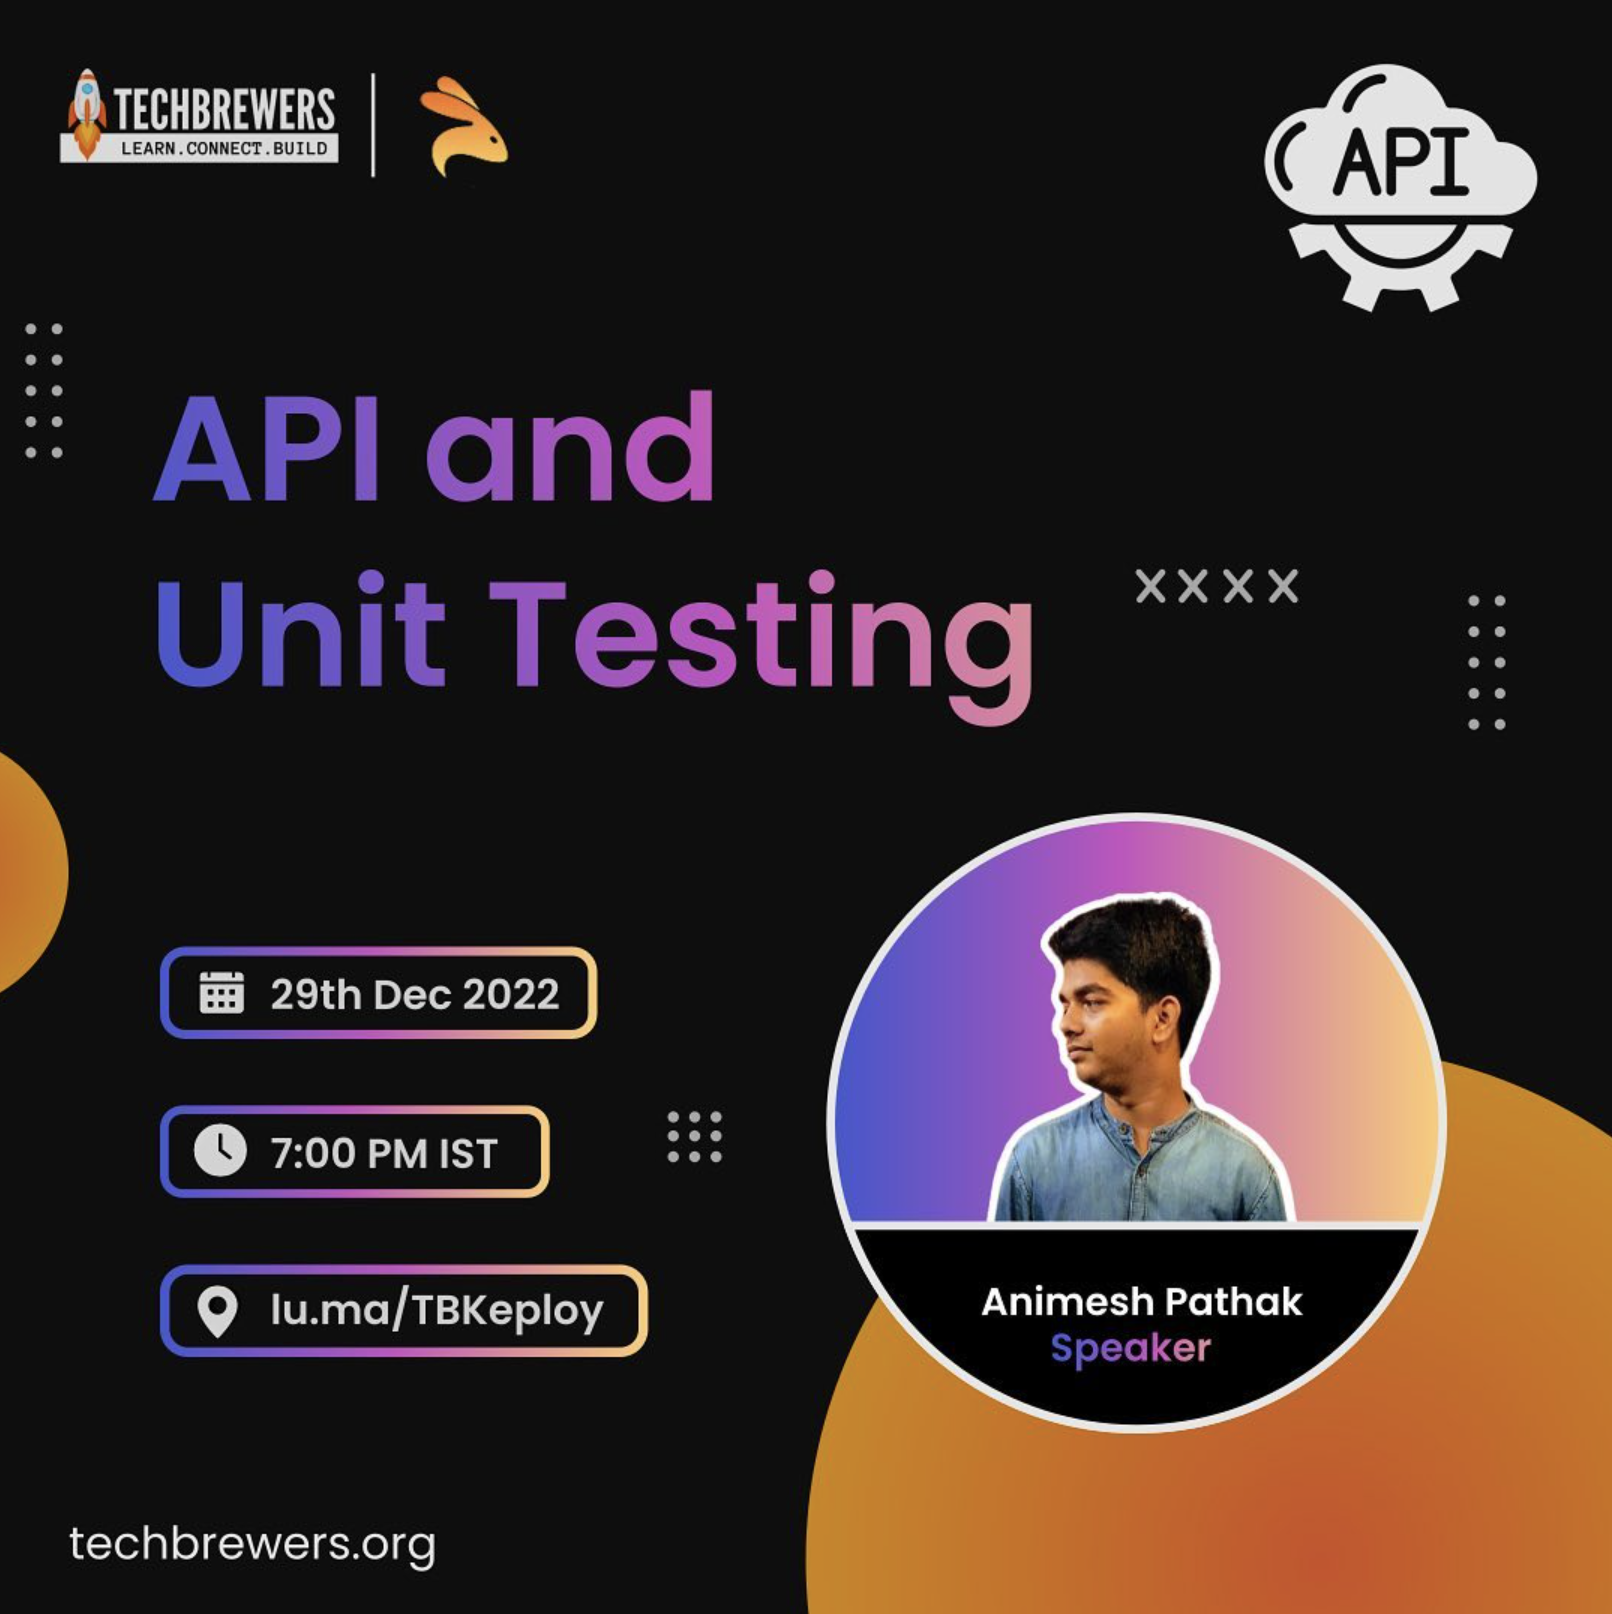 TECHBREWERS
LEARN.CONNECT.BUILD
API
API and
Unit Testing
XXXX
29th Dec 2022
7:00 PM IST
lu.ma/TBKeploy
Animesh Pathak
Speaker
techbrewers.org